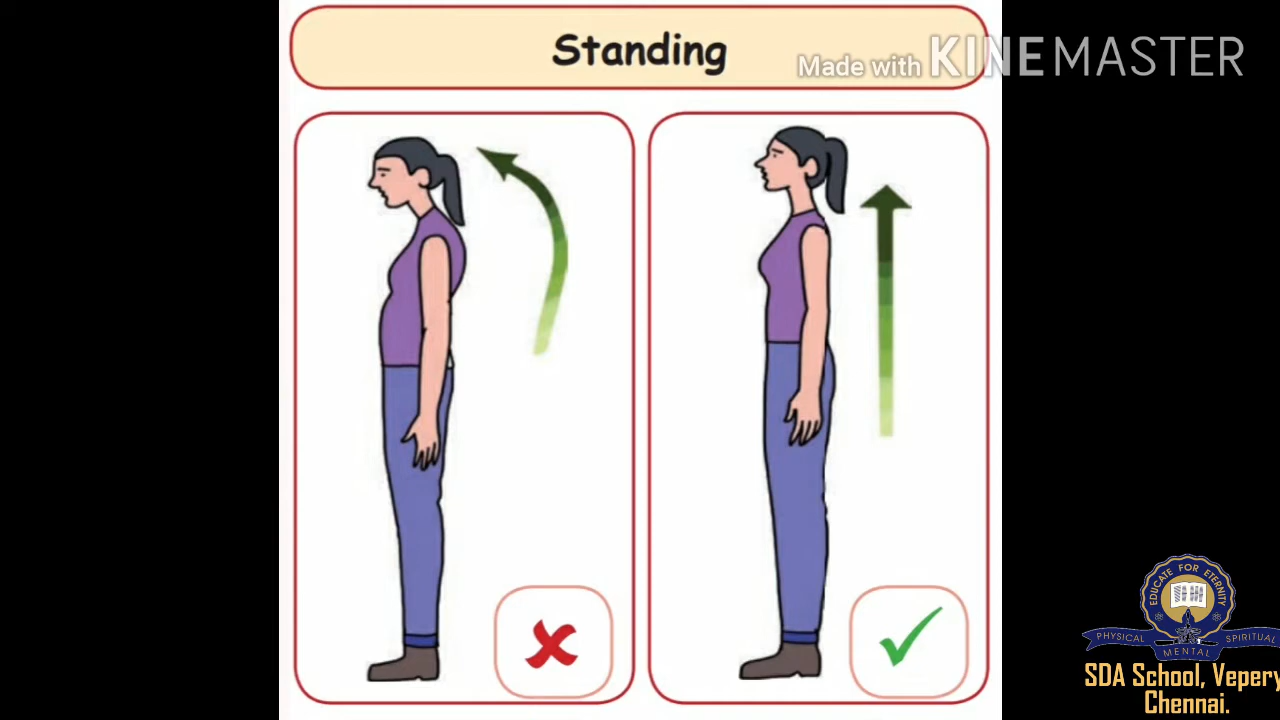 Standing
Made with KINEMASTER
EDUCATE FOR ETERNITY
PHYSICAL
MENTAL
SPIRITUAL
SDA School, Vepery
Chennai.